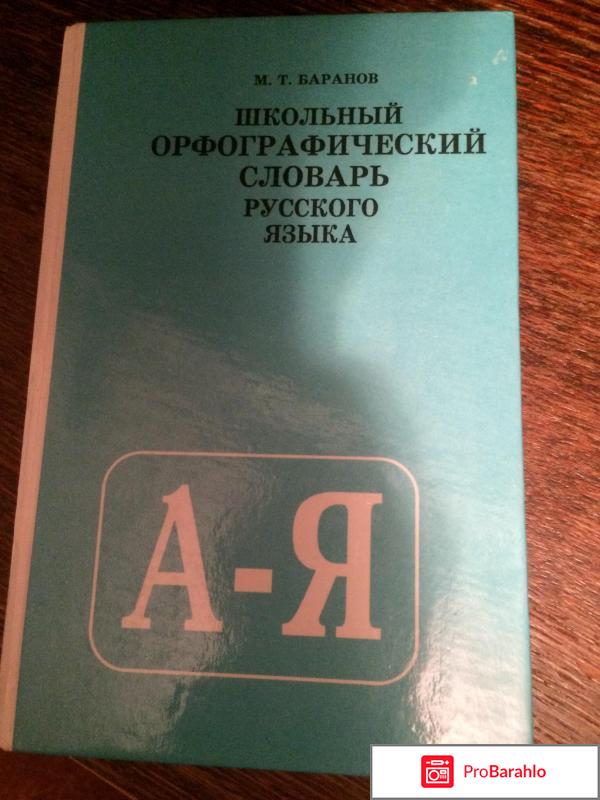 М. Т. БАРАНОВ
ШКОЛЬНЫЙ
ОРФОГРАФИЧЕСКИЙ
СЛОВАРЬ
РУССКОГО
ЯЗЫКА
А-Я
ProBarahlo